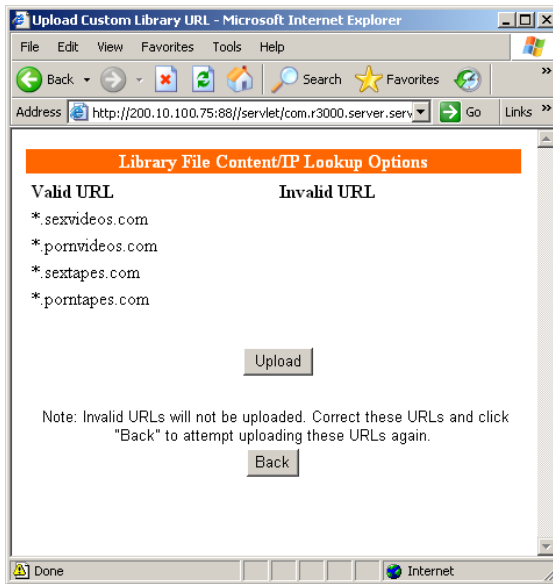 Upload Custom Library URL - Microsoft Internet Explorer
File Edit View Favorites Tools Help
Back Search Favorites »
Address http://200.10.100.75:88//servlet/com.r3000.server.serv Go Links »
Library File Content/IP Lookup Options
Valid URL Invalid URL
*.sexvideos.com
*.pornvideos.com
*.sextapes.com
*.porntapes.com
Upload
Note: Invalid URLs will not be uploaded. Correct these URLs and click
"Back" to attempt uploading these URLs again.
Back
Done Internet